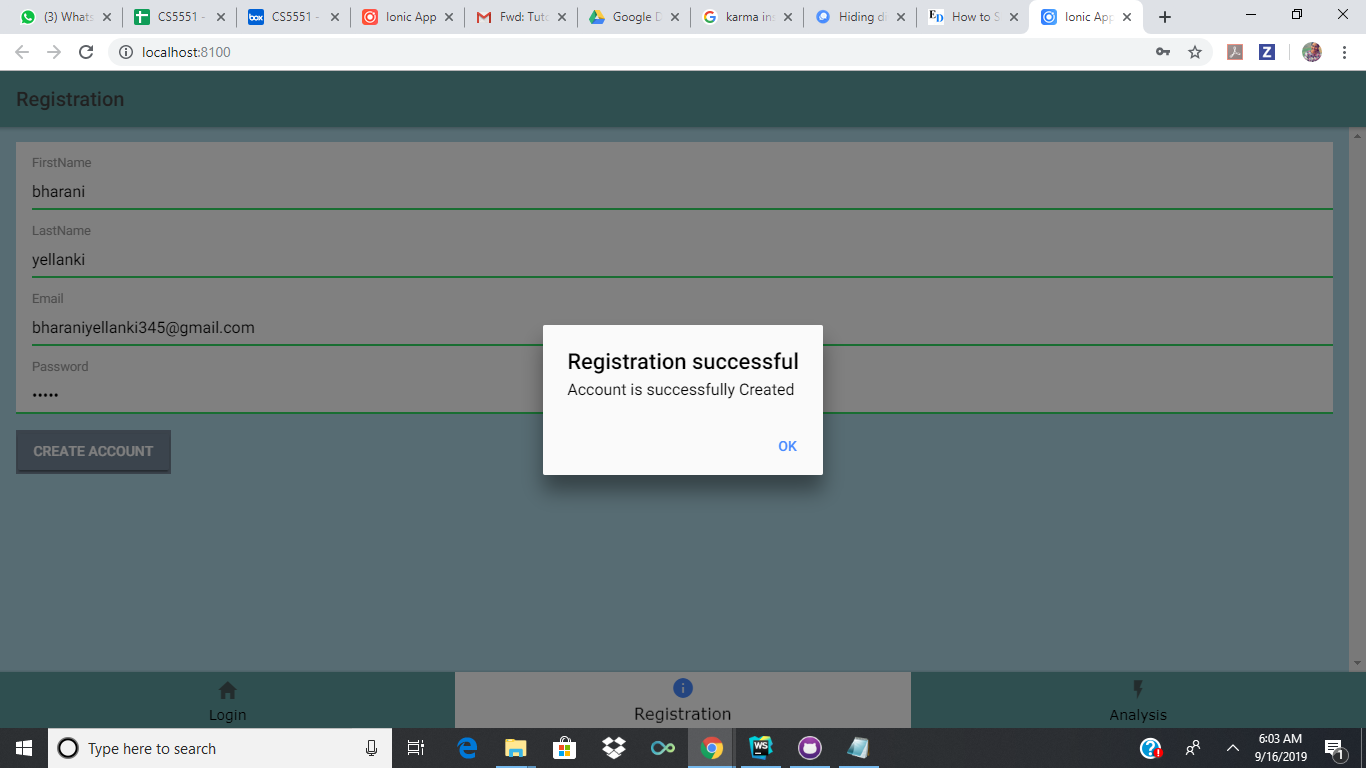 (3) Whats
CS5551 -
CS5551 -
Ionic App
Fwd: Tuto
Google D
karma ins
Hiding di
How to S
Ionic App
localhost:8100
Registration
FirstName
bharani
LastName
yellanki
Email
bharaniyellanki345@gmail.com
Password
•••••
CREATE ACCOUNT
Registration successful
Account is successfully Created
OK
Login
Registration
Analysis
Type here to search
6:03 AM
9/16/2019